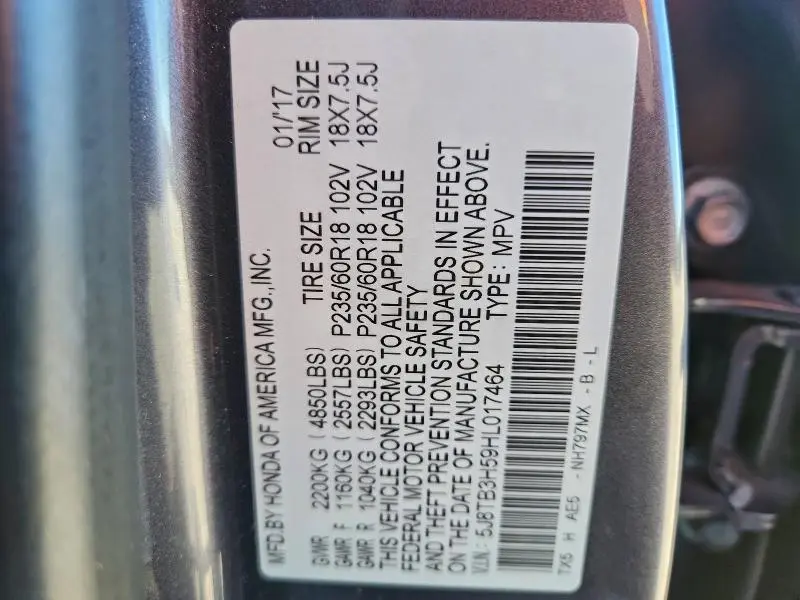 MFD.BY HONDA OF AMERICA MFG.,INC. 01/'17
GVWR 2200KG (4850LBS) TIRE SIZE RIM SIZE
GAWR F 1160KG (2557LBS) P235/60R18 102V 18X7.5J
GAWR R 1040KG (2293LBS) P235/60R18 102V 18X7.5J
THIS VEHICLE CONFORMS TO ALL APPLICABLE
FEDERAL MOTOR VEHICLE SAFETY
AND THEFT PREVENTION STANDARDS IN EFFECT
ON THE DATE OF MANUFACTURE SHOWN ABOVE.
V.I.N.: 5J8TB3H59HL017464 TYPE: MPV
TX5 H AE5 - NH797MX - B - L